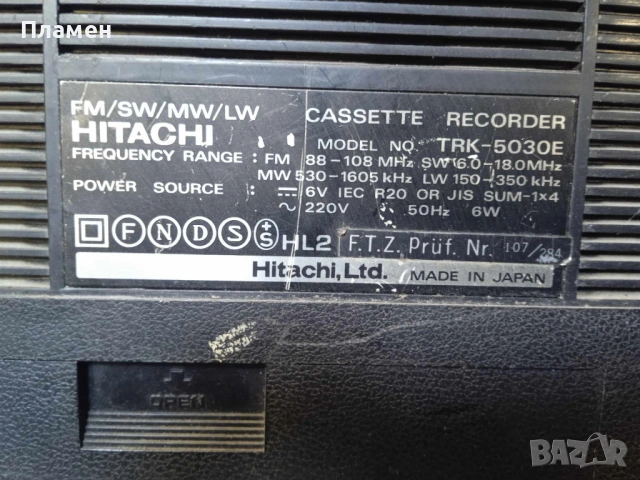 Пламен
FM/SW/MW/LW CASSETTE RECORDER
HITACHI MODEL NO. TRK-5030E
FREQUENCY RANGE : FM 88-108 MHz SW 6.0-18.0MHz
MW 530-1605 kHz LW 150-350 kHz
POWER SOURCE : 6V IEC R20 OR JIS SUM-1×4
~ 220V 50Hz 6W
F N D S S HL2 F.T.Z. Prüf. Nr. 107/294
Hitachi, Ltd. MADE IN JAPAN
OPEN
BAZAR